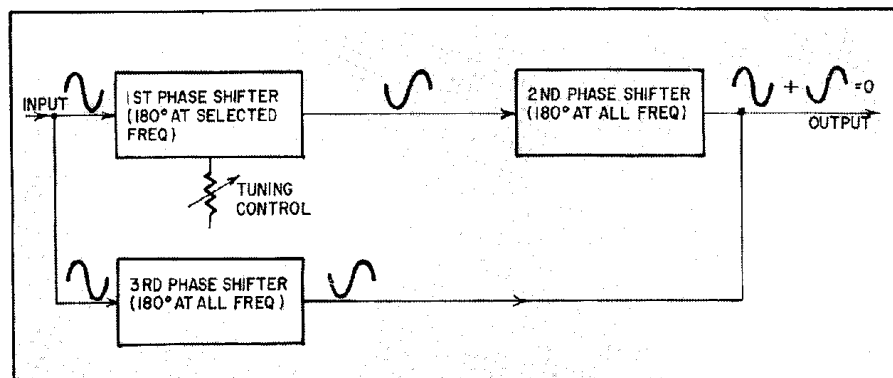 INPUT
1ST PHASE SHIFTER
(180° AT SELECTED
FREQ)
TUNING
CONTROL
2ND PHASE SHIFTER
(180° AT ALL FREQ)
+ =0
OUTPUT
3RD PHASE SHIFTER
(180° AT ALL FREQ)